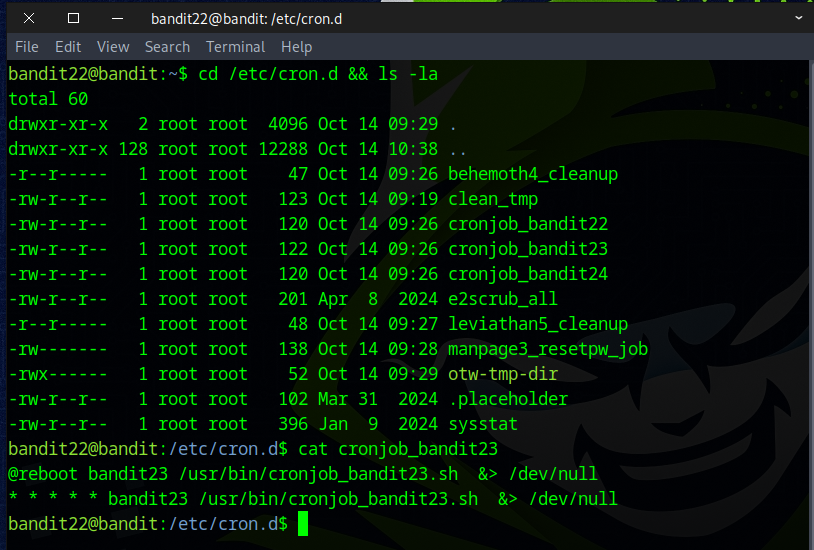 bandit22@bandit: /etc/cron.d
File Edit View Search Terminal Help
bandit22@bandit:~$ cd /etc/cron.d && ls -la
total 60
drwxr-xr-x   2 root root  4096 Oct 14 09:29 .
drwxr-xr-x 128 root root 12288 Oct 14 10:38 ..
-r--r-----   1 root root    47 Oct 14 09:26 behemoth4_cleanup
-rw-r--r--   1 root root   123 Oct 14 09:19 clean_tmp
-rw-r--r--   1 root root   120 Oct 14 09:26 cronjob_bandit22
-rw-r--r--   1 root root   122 Oct 14 09:26 cronjob_bandit23
-rw-r--r--   1 root root   120 Oct 14 09:26 cronjob_bandit24
-rw-r--r--   1 root root   201 Apr  8  2024 e2scrub_all
-r--r-----   1 root root    48 Oct 14 09:27 leviathan5_cleanup
-rw-------   1 root root   138 Oct 14 09:28 manpage3_resetpw_job
-rwx------   1 root root    52 Oct 14 09:29 otw-tmp-dir
-rw-r--r--   1 root root   102 Mar 31  2024 .placeholder
-rw-r--r--   1 root root   396 Jan  9  2024 sysstat
bandit22@bandit:/etc/cron.d$ cat cronjob_bandit23
@reboot bandit23 /usr/bin/cronjob_bandit23.sh  &> /dev/null
* * * * * bandit23 /usr/bin/cronjob_bandit23.sh  &> /dev/null
bandit22@bandit:/etc/cron.d$